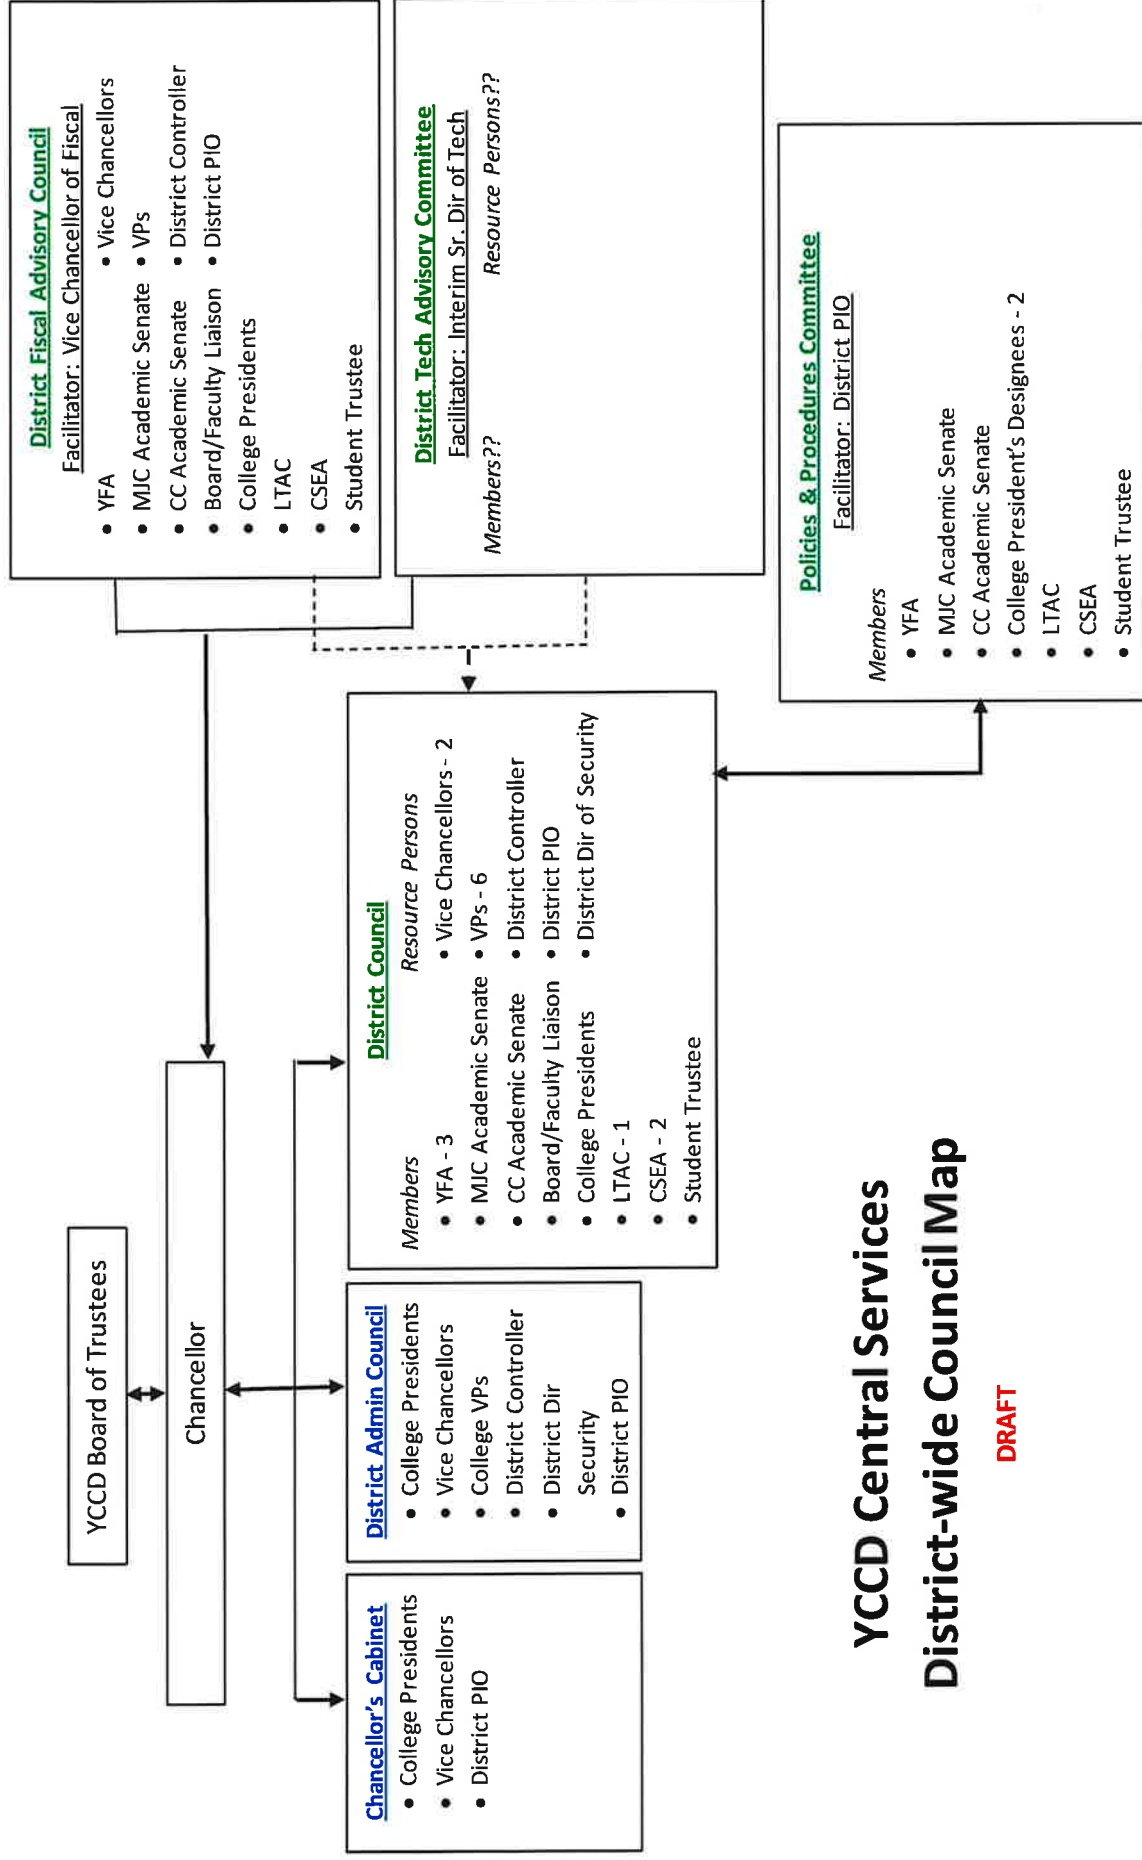 YCCD Board of Trustees
Chancellor
Chancellor's Cabinet
• College Presidents
• Vice Chancellors
• District PIO
District Admin Council
• College Presidents
• Vice Chancellors
• College VPs
• District Controller
• District Dir
Security
• District PIO
District Council
Members
• YFA - 3
• MJC Academic Senate
• CC Academic Senate
• Board/Faculty Liaison
• College Presidents
• LTAC - 1
• CSEA - 2
• Student Trustee
Resource Persons
• Vice Chancellors - 2
• VPs - 6
• District Controller
• District PIO
• District Dir of Security
District Fiscal Advisory Council
Facilitator: Vice Chancellor of Fiscal
• YFA
• MJC Academic Senate
• CC Academic Senate
• Board/Faculty Liaison
• College Presidents
• LTAC
• CSEA
• Student Trustee
• Vice Chancellors
• VPs
• District Controller
• District PIO
District Tech Advisory Committee
Facilitator: Interim Sr. Dir of Tech
Members??
Resource Persons??
Policies & Procedures Committee
Facilitator: District PIO
Members
• YFA
• MJC Academic Senate
• CC Academic Senate
• College President's Designees - 2
• LTAC
• CSEA
• Student Trustee
YCCD Central Services
District-wide Council Map
DRAFT